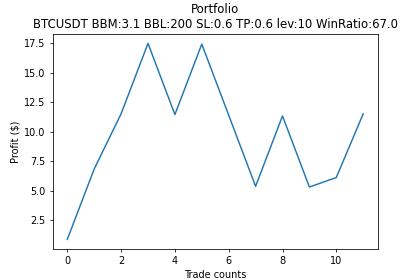 Portfolio
BTCUSDT BBM:3.1 BBL:200 SL:0.6 TP:0.6 lev:10 WinRatio:67.0
17.5
15.0
12.5
10.0
7.5
5.0
2.5
Profit ($)
0 2 4 6 8 10
Trade counts